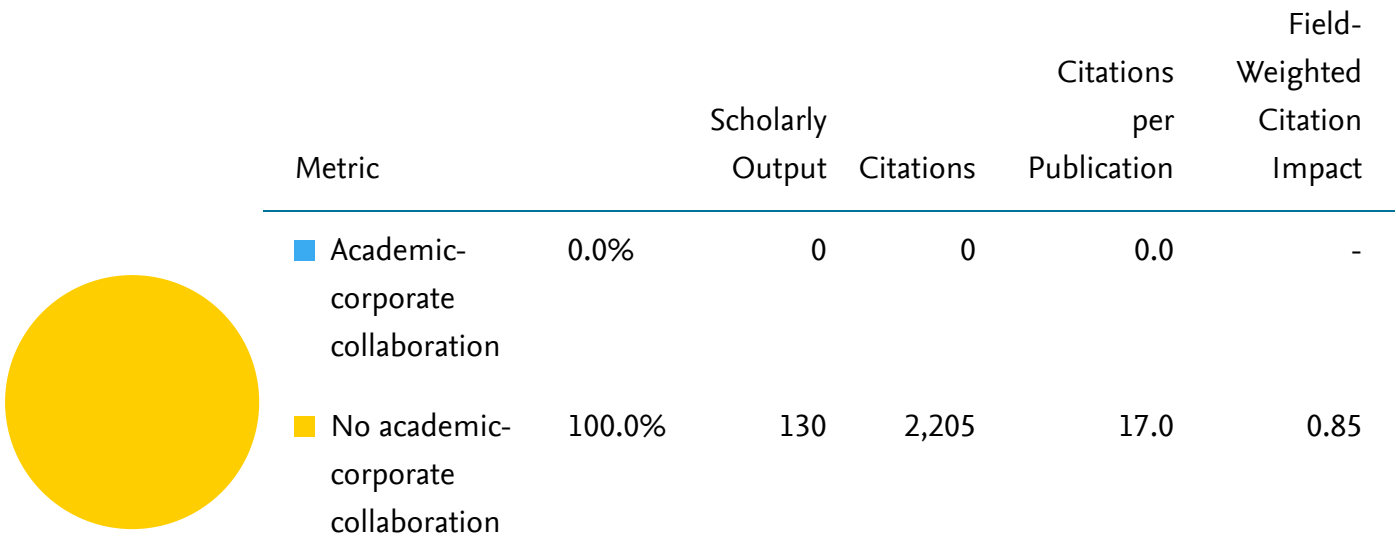 Field-
Citations Weighted
Scholarly per Citation
Metric Output Citations Publication Impact
Academic- 0.0% 0 0 0.0 -
corporate
collaboration
No academic- 100.0% 130 2,205 17.0 0.85
corporate
collaboration